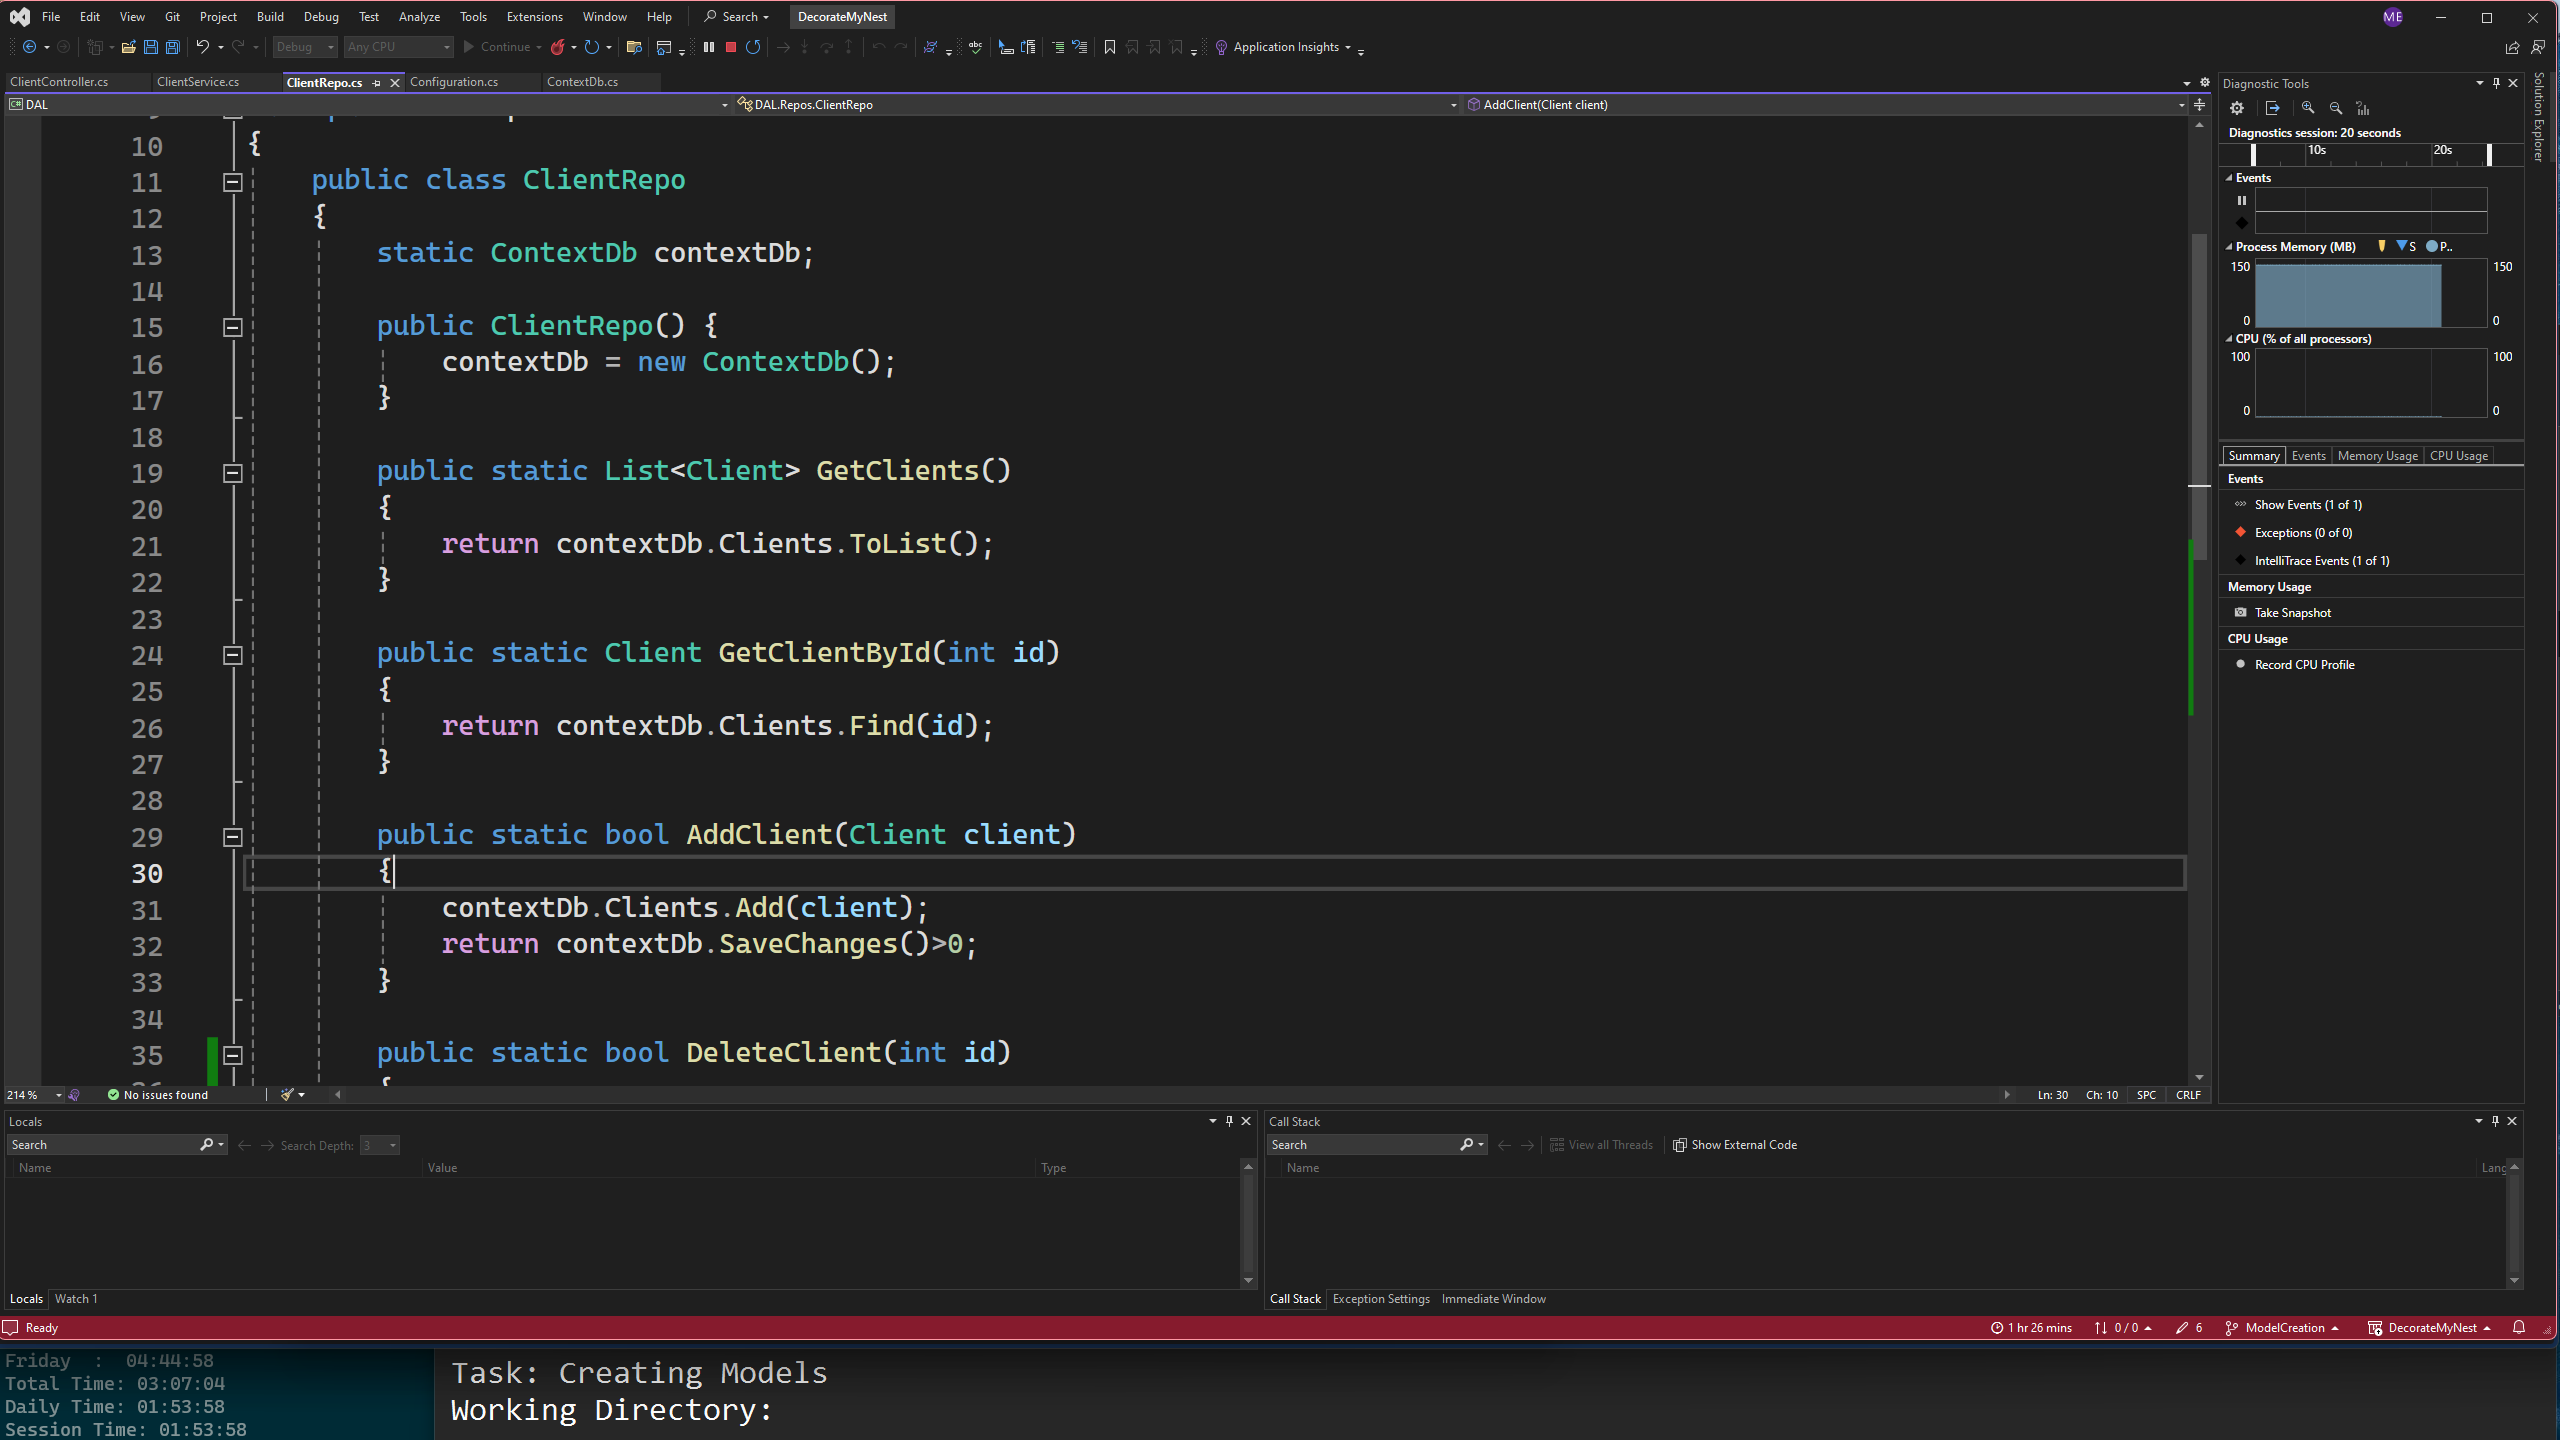 File Edit View Git Project Build Debug Test Analyze Tools Extensions Window Help Search DecorateMyNest ME
Debug Any CPU Continue Application Insights
ClientController.cs ClientService.cs ClientRepo.cs Configuration.cs ContextDb.cs
DAL DAL.Repos.ClientRepo AddClient(Client client)
10 {
11 public class ClientRepo
12 {
13 static ContextDb contextDb;
14
15 public ClientRepo() {
16 contextDb = new ContextDb();
17 }
18
19 public static List<Client> GetClients()
20 {
21 return contextDb.Clients.ToList();
22 }
23
24 public static Client GetClientById(int id)
25 {
26 return contextDb.Clients.Find(id);
27 }
28
29 public static bool AddClient(Client client)
30 {
31 contextDb.Clients.Add(client);
32 return contextDb.SaveChanges()>0;
33 }
34
35 public static bool DeleteClient(int id)
214 % No issues found Ln: 30 Ch: 10 SPC CRLF
Diagnostic Tools
Diagnostics session: 20 seconds
10s 20s
Events
Process Memory (MB) S P..
150 150
0 0
CPU (% of all processors)
100 100
0 0
Summary Events Memory Usage CPU Usage
Events
Show Events (1 of 1)
Exceptions (0 of 0)
IntelliTrace Events (1 of 1)
Memory Usage
Take Snapshot
CPU Usage
Record CPU Profile
Solution Explorer
Locals
Search Search Depth: 3
Name Value Type
Locals Watch 1
Call Stack
Search View all Threads Show External Code
Name Lang
Call Stack Exception Settings Immediate Window
Ready 1 hr 26 mins 0 / 0 6 ModelCreation DecorateMyNest
Friday : 04:44:58
Total Time: 03:07:04
Daily Time: 01:53:58
Session Time: 01:53:58
Task: Creating Models
Working Directory: